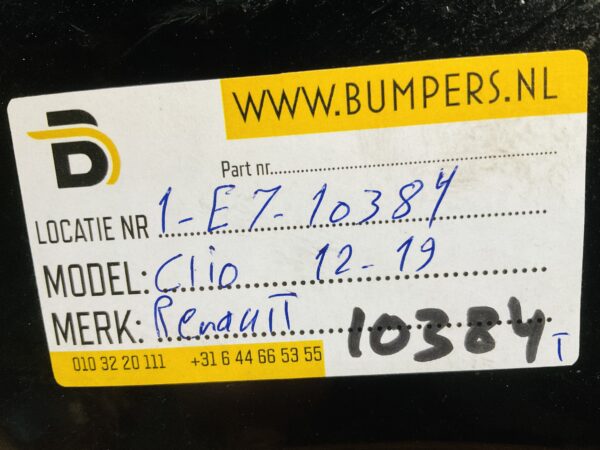 WWW.BUMPERS.NL
Part nr.
LOCATIE NR 1-E7-10384
MODEL: Clio 12-19
MERK: Renault
10384 T
010 32 20 111 +31 6 44 66 53 55